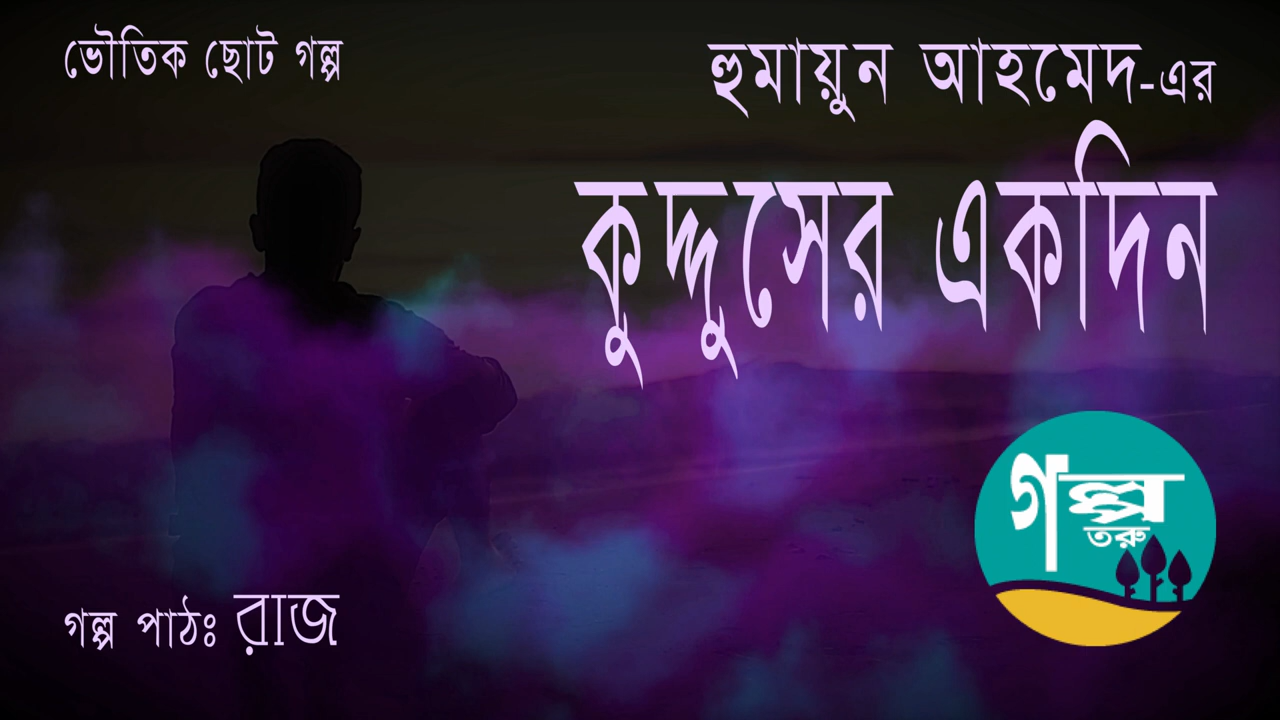 ভৌতিক ছোট গল্প
হুমায়ুন আহমেদ-এর
কুদ্দুসের একদিন
গল্প
তরু
গল্প পাঠঃ রাজ